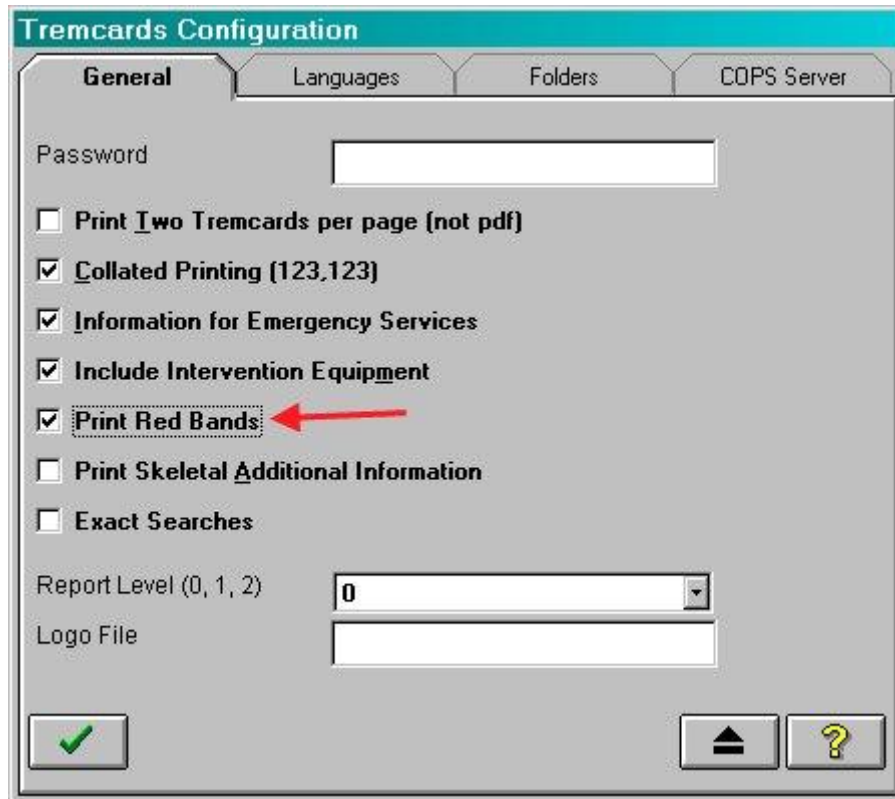 Tremcards Configuration
General Languages Folders COPS Server
Password
Print Two Tremcards per page (not pdf)
Collated Printing (123,123)
Information for Emergency Services
Include Intervention Equipment
Print Red Bands
Print Skeletal Additional Information
Exact Searches
Report Level (0, 1, 2) 0
Logo File
?